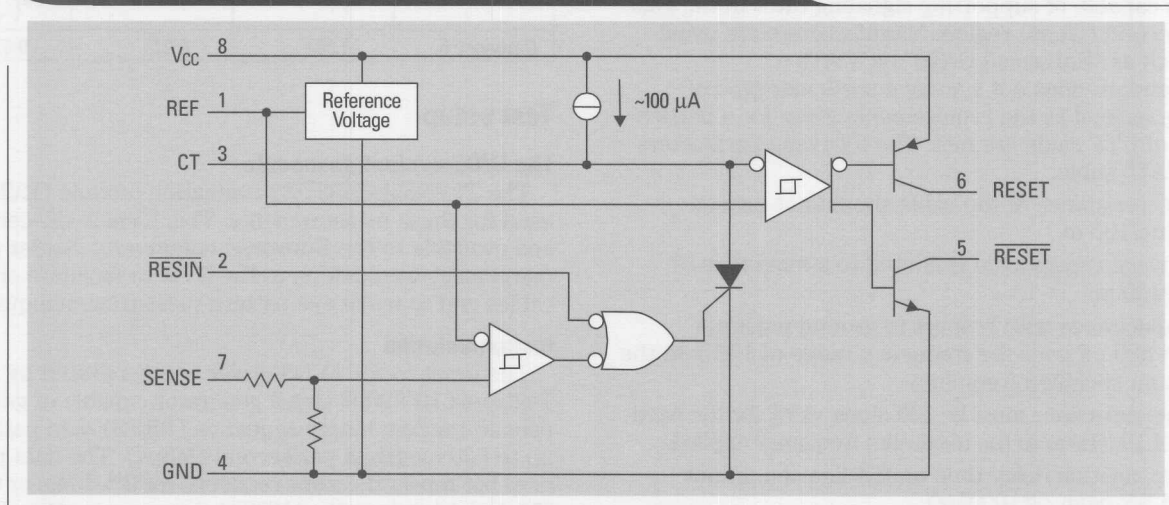 VCC 8
Reference
Voltage
~100 μA
REF 1
CT 3
6 RESET
RESIN 2
5 RESET
SENSE 7
GND 4